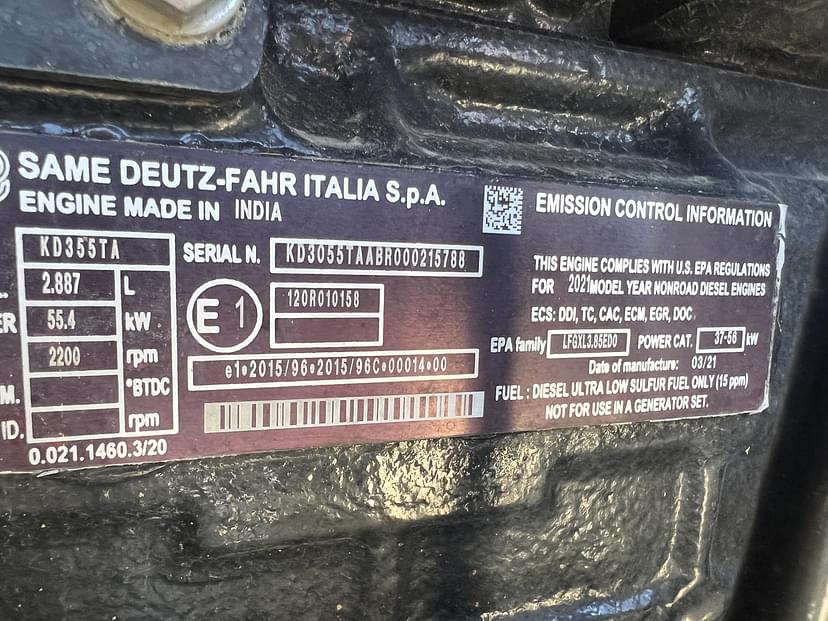 SAME DEUTZ-FAHR ITALIA S.p.A.
ENGINE MADE IN INDIA
KD355TA
L. 2.887 L
ER 55.4 kW
2200 rpm
M. °BTDC
ID. rpm
0.021.1460.3/20
SERIAL N. KD3055TAABR000215788
E 1
120R010158
e1*2015/96*2015/96C*00014*00
EMISSION CONTROL INFORMATION
THIS ENGINE COMPLIES WITH U.S. EPA REGULATIONS
FOR 2021 MODEL YEAR NONROAD DIESEL ENGINES
ECS: DDI, TC, CAC, ECM, EGR, DOC
EPA family LFGXL3.85ED0 POWER CAT. 37-56 kW
Date of manufacture: 03/21
FUEL : DIESEL ULTRA LOW SULFUR FUEL ONLY (15 ppm)
NOT FOR USE IN A GENERATOR SET.